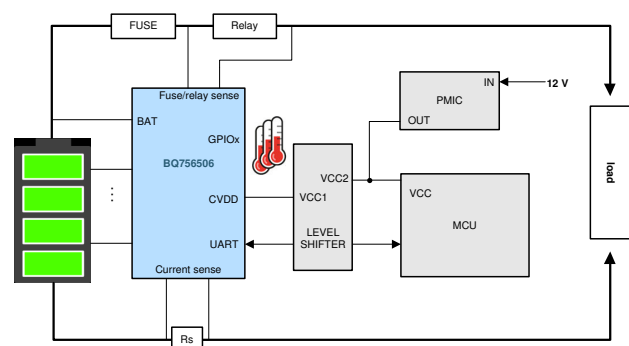 FUSE
Relay
Fuse/relay sense
BAT
GPIOx
BQ756506
CVDD
UART
Current sense
VCC2
VCC1
LEVEL
SHIFTER
IN
12 V
PMIC
OUT
VCC
MCU
load
Rs